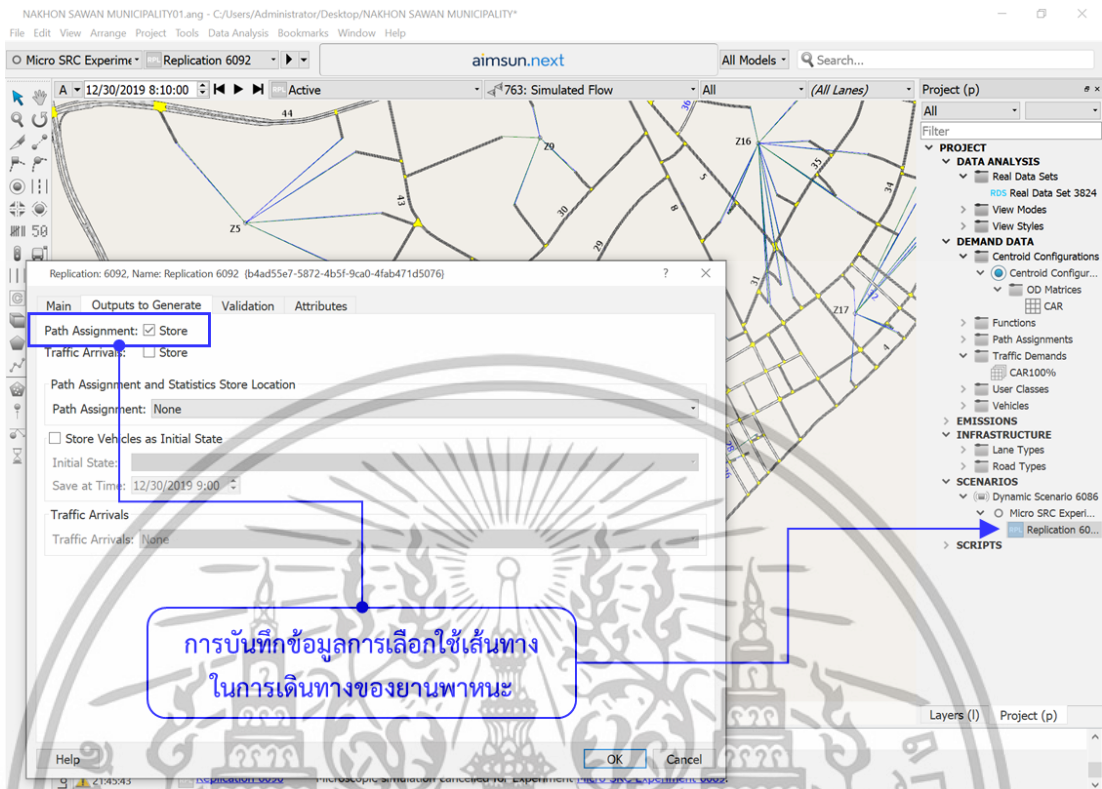 NAKHON SAWAN MUNICIPALITY01.ang - C:/Users/Administrator/Desktop/NAKHON SAWAN MUNICIPALITY*
File Edit View Arrange Project Tools Data Analysis Bookmarks Window Help
Micro SRC Experime RPL Replication 6092 aimsun.next All Models Search...
A 12/30/2019 8:10:00 RPL Active 763: Simulated Flow All (All Lanes) Project (p)
All
Filter
PROJECT
DATA ANALYSIS
Real Data Sets
RDS Real Data Set 3824
View Modes
View Styles
DEMAND DATA
Centroid Configurations
Centroid Configur...
OD Matrices
CAR
Functions
Path Assignments
Traffic Demands
CAR100%
User Classes
Vehicles
EMISSIONS
INFRASTRUCTURE
Lane Types
Road Types
SCENARIOS
Dynamic Scenario 6086
Micro SRC Experi...
RPL Replication 60...
SCRIPTS
Layers (l) Project (p)
50
44
36
Z9
Z16
35
34
5
43
8
30
Z5
29
31
32
Z17
4
28
Replication: 6092, Name: Replication 6092 {b4ad55e7-5872-4b5f-9ca0-4fab471d5076} ?
Main Outputs to Generate Validation Attributes
Path Assignment: Store
Traffic Arrivals: Store
Path Assignment and Statistics Store Location
Path Assignment: None
Store Vehicles as Initial State
Initial State:
Save at Time: 12/30/2019 9:00
Traffic Arrivals
Traffic Arrivals: None
การบันทึกข้อมูลการเลือกใช้เส้นทาง
ในการเดินทางของยานพาหนะ
Help OK Cancel
21:45:43 Replication 6090 Microscopic simulation cancelled for Experiment Micro SRC Experiment 6089.